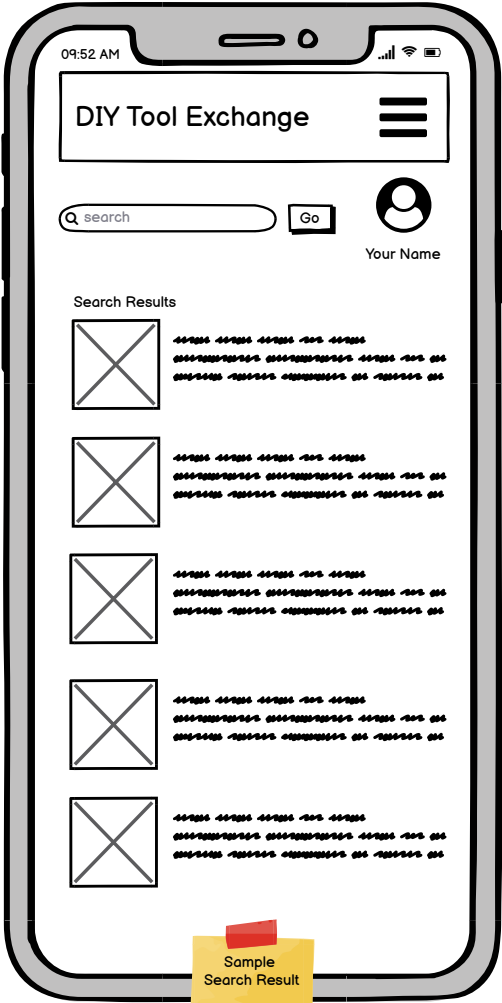 09:52 AM
DIY Tool Exchange
search
Go
Your Name
Search Results
Sample
Search Result